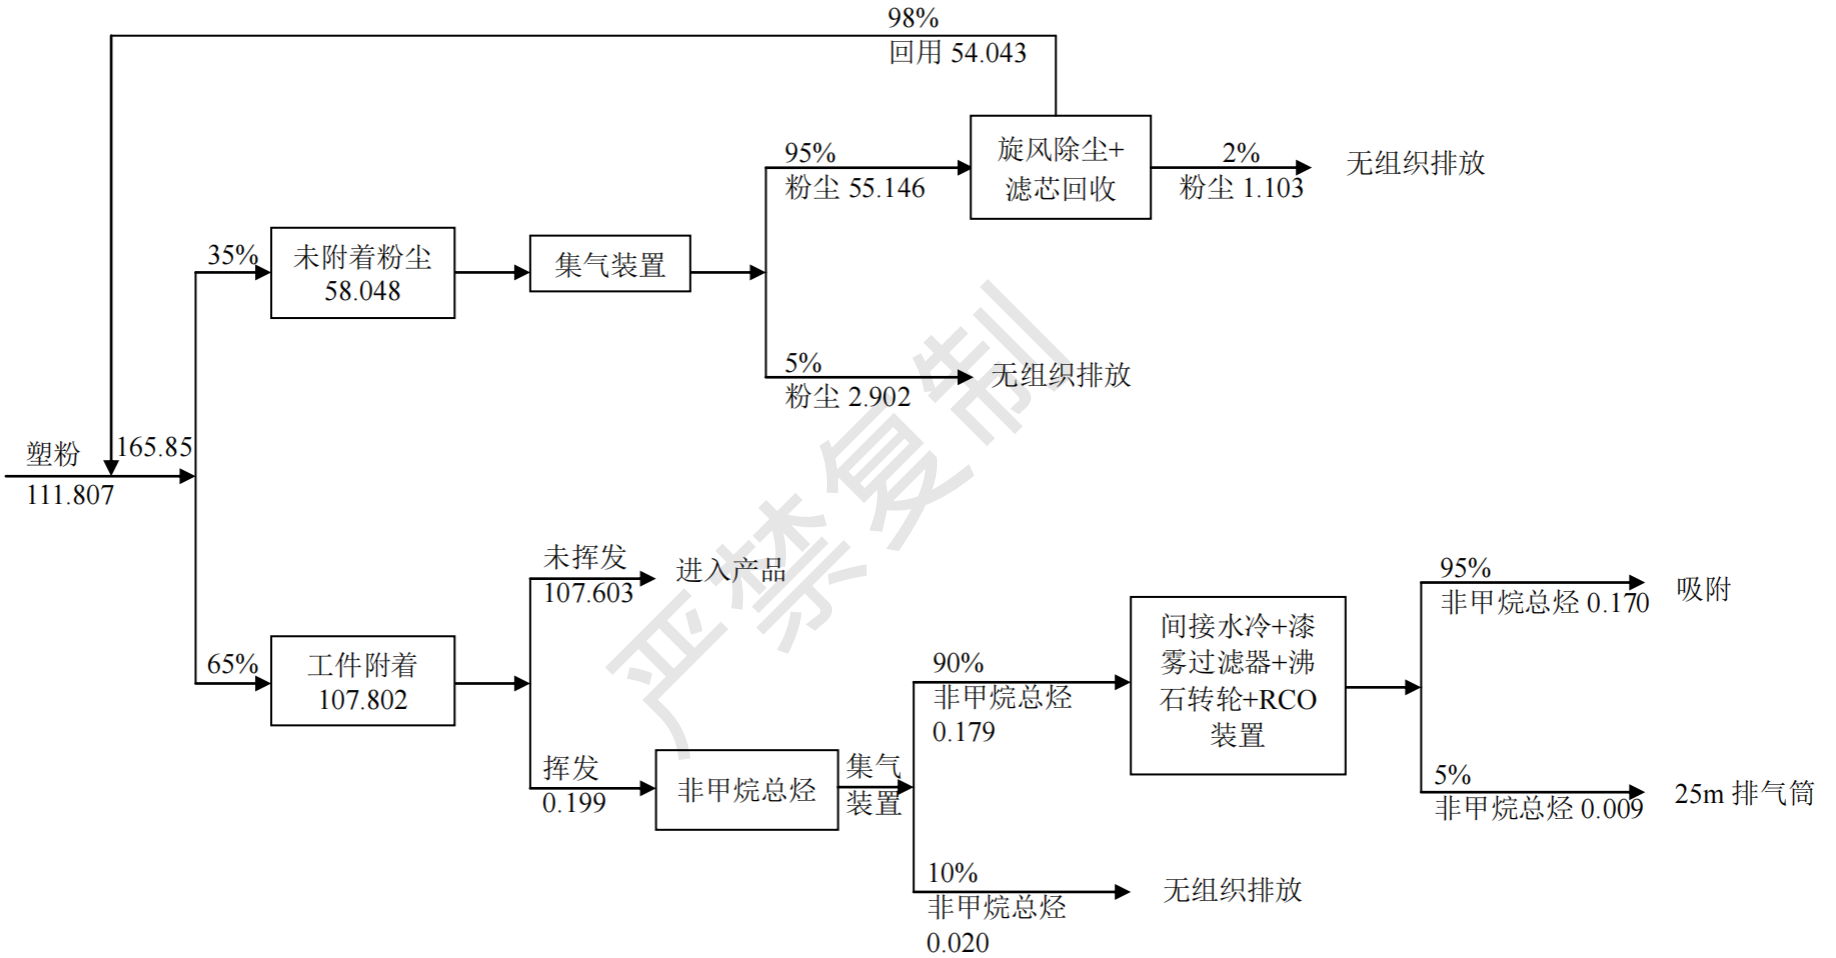 98%
回用 54.043
旋风除尘+
滤芯回收
95%
粉尘 55.146
2%
粉尘 1.103
无组织排放
35%
未附着粉尘
58.048
集气装置
5%
粉尘 2.902
无组织排放
塑粉
165.85
111.807
未挥发
107.603
进入产品
65%
工件附着
107.802
挥发
0.199
非甲烷总烃
集气
装置
90%
非甲烷总烃
0.179
间接水冷+漆
雾过滤器+沸
石转轮+RCO
装置
95%
非甲烷总烃 0.170
吸附
5%
非甲烷总烃 0.009
25m 排气筒
10%
非甲烷总烃
0.020
无组织排放
严禁复制